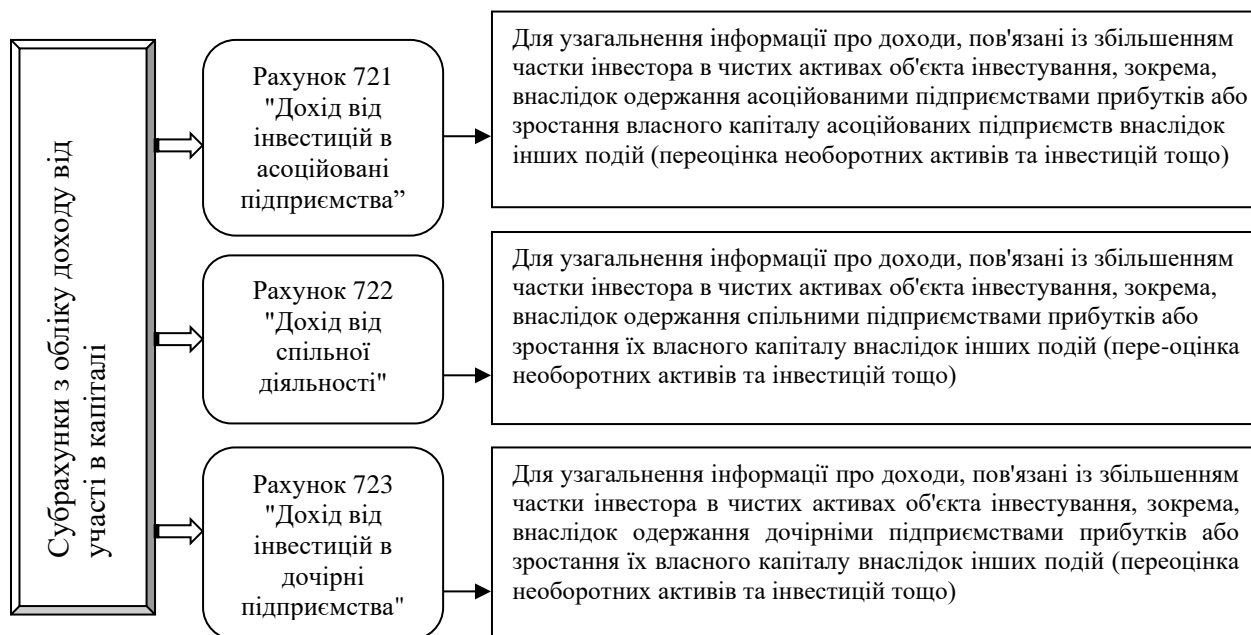 Субрахунки з обліку доходу від
участі в капіталі
Рахунок 721
"Дохід від
інвестицій в
асоційовані
підприємства”
Для узагальнення інформації про доходи, пов'язані із збільшенням
частки інвестора в чистих активах об'єкта інвестування, зокрема,
внаслідок одержання асоційованими підприємствами прибутків або
зростання власного капіталу асоційованих підприємств внаслідок
інших подій (переоцінка необоротних активів та інвестицій тощо)
Рахунок 722
"Дохід від
спільної
діяльності"
Для узагальнення інформації про доходи, пов'язані із збільшенням
частки інвестора в чистих активах об'єкта інвестування, зокрема,
внаслідок одержання спільними підприємствами прибутків або
зростання їх власного капіталу внаслідок інших подій (пере-оцінка
необоротних активів та інвестицій тощо)
Рахунок 723
"Дохід від
інвестицій в
дочірні
підприємства"
Для узагальнення інформації про доходи, пов'язані із збільшенням
частки інвестора в чистих активах об'єкта інвестування, зокрема,
внаслідок одержання дочірніми підприємствами прибутків або
зростання їх власного капіталу внаслідок інших подій (переоцінка
необоротних активів та інвестицій тощо)